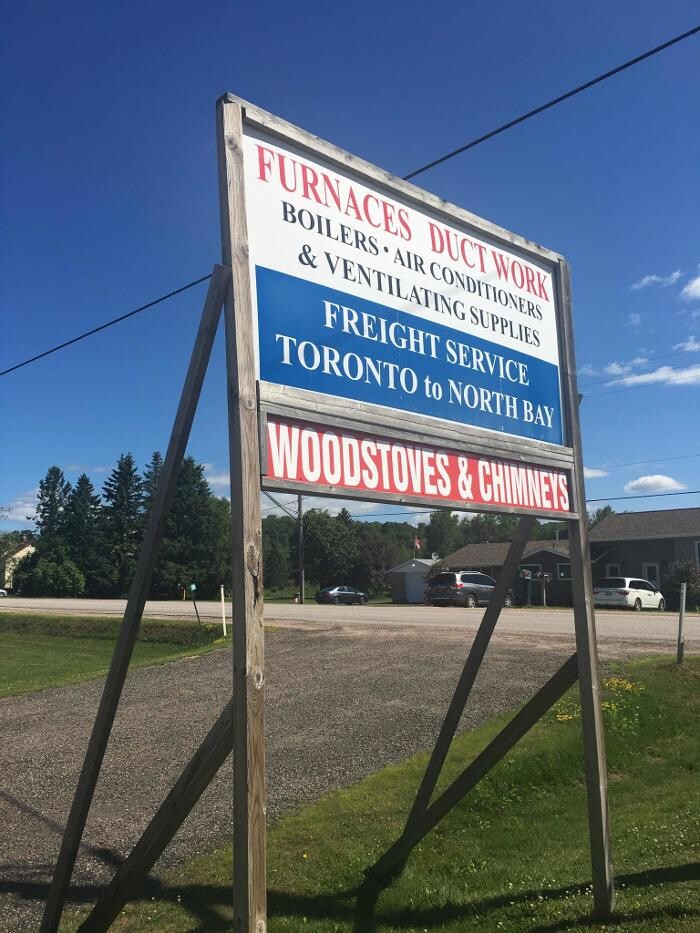 FURNACES DUCT WORK
BOILERS • AIR CONDITIONERS
& VENTILATING SUPPLIES
FREIGHT SERVICE
TORONTO to NORTH BAY
WOODSTOVES & CHIMNEYS